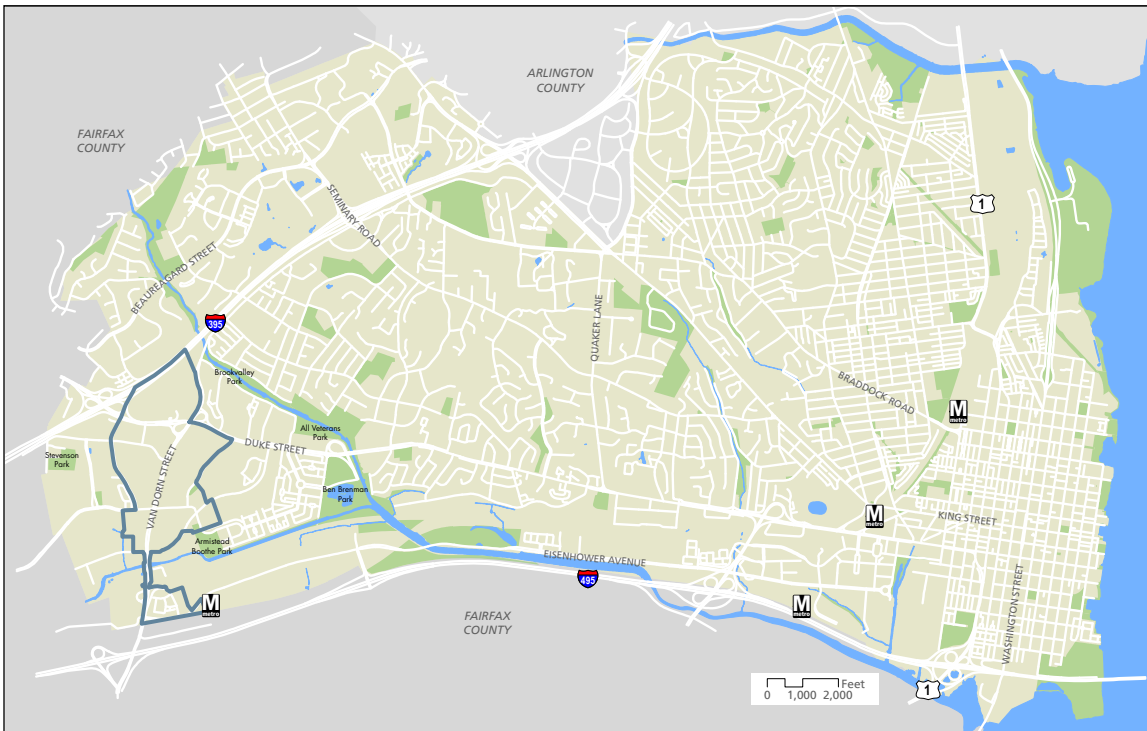 ARLINGTON
COUNTY
FAIRFAX
COUNTY
SEMINARY ROAD
1
BEAUREAGARD STREET
395
QUAKER LANE
Brookvalley
Park
BRADDOCK ROAD
M
metro
All Veterans
Park
DUKE STREET
Stevenson
Park
VAN DORN STREET
Ben Brenman
Park
M
metro
KING STREET
Armistead
Boothe Park
EISENHOWER AVENUE
495
WASHINGTON STREET
M
metro
M
metro
FAIRFAX
COUNTY
Feet
0 1,000 2,000
1